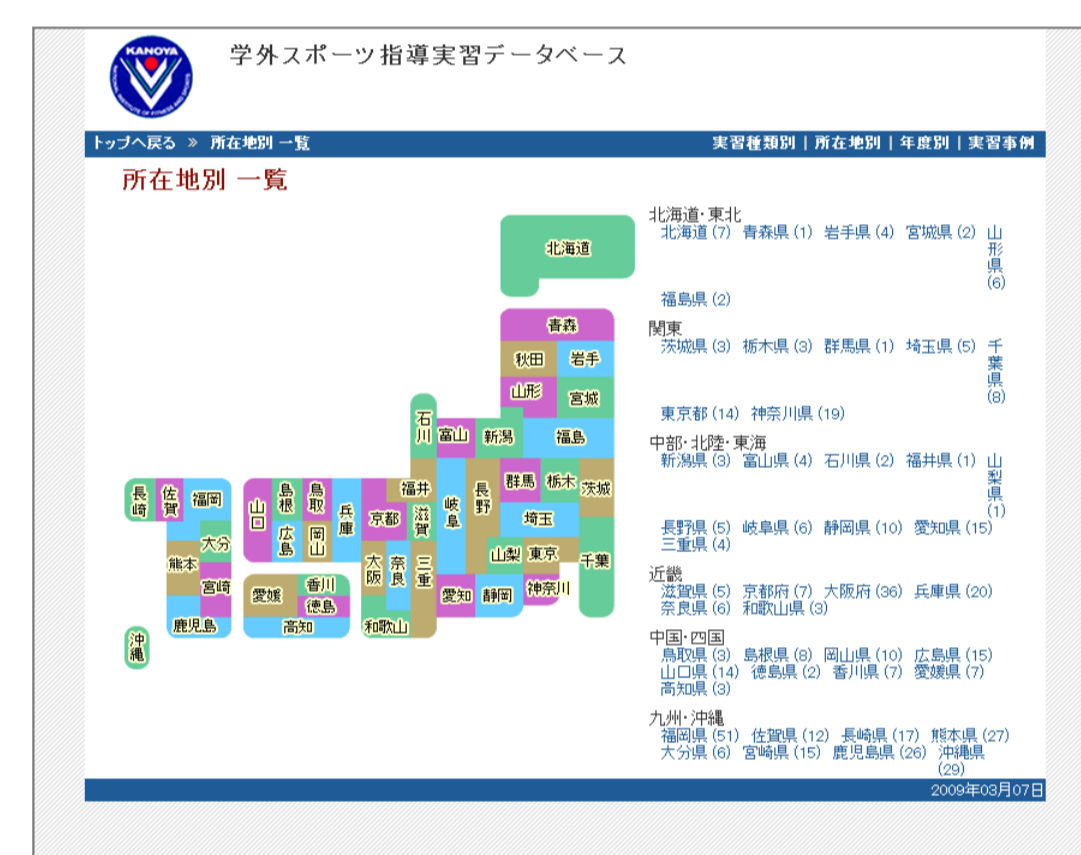 KANOYA
学外スポーツ指導実習データベース
トップへ戻る » 所在地別 一覧
実習種類別 | 所在地別 | 年度別 | 実習事例
所在地別 一覧
北海道
青森
秋田 岩手
山形 宮城
石川 富山 新潟 福島
福井 岐阜 長野 群馬 栃木 茨城
長崎 佐賀 福岡 山口 島根 鳥取 兵庫 京都 滋賀 埼玉
大分 広島 岡山 大阪 奈良 三重 山梨 東京 千葉
熊本 宮崎 愛媛 香川 愛知 静岡 神奈川
徳島
鹿児島 高知 和歌山
沖縄
北海道・東北
北海道 (7) 青森県 (1) 岩手県 (4) 宮城県 (2) 山形県 (6)
福島県 (2)
関東
茨城県 (3) 栃木県 (3) 群馬県 (1) 埼玉県 (5) 千葉県 (8)
東京都 (14) 神奈川県 (19)
中部・北陸・東海
新潟県 (3) 富山県 (4) 石川県 (2) 福井県 (1) 山梨県 (1)
長野県 (5) 岐阜県 (6) 静岡県 (10) 愛知県 (15)
三重県 (4)
近畿
滋賀県 (5) 京都府 (7) 大阪府 (36) 兵庫県 (20)
奈良県 (6) 和歌山県 (3)
中国・四国
鳥取県 (3) 島根県 (8) 岡山県 (10) 広島県 (15)
山口県 (14) 徳島県 (2) 香川県 (7) 愛媛県 (7)
高知県 (3)
九州・沖縄
福岡県 (51) 佐賀県 (12) 長崎県 (17) 熊本県 (27)
大分県 (6) 宮崎県 (15) 鹿児島県 (26) 沖縄県
(29)
2009年03月07日